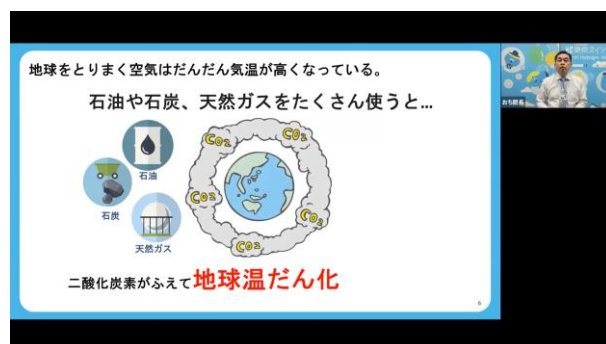 地球をとりまく空気はだんだん気温が高くなっている。
石油や石炭、天然ガスをたくさん使うと…
CO2
CO2
石油
CO2
石炭
CO2
天然ガス
CO2
二酸化炭素がふえて地球温だん化
6